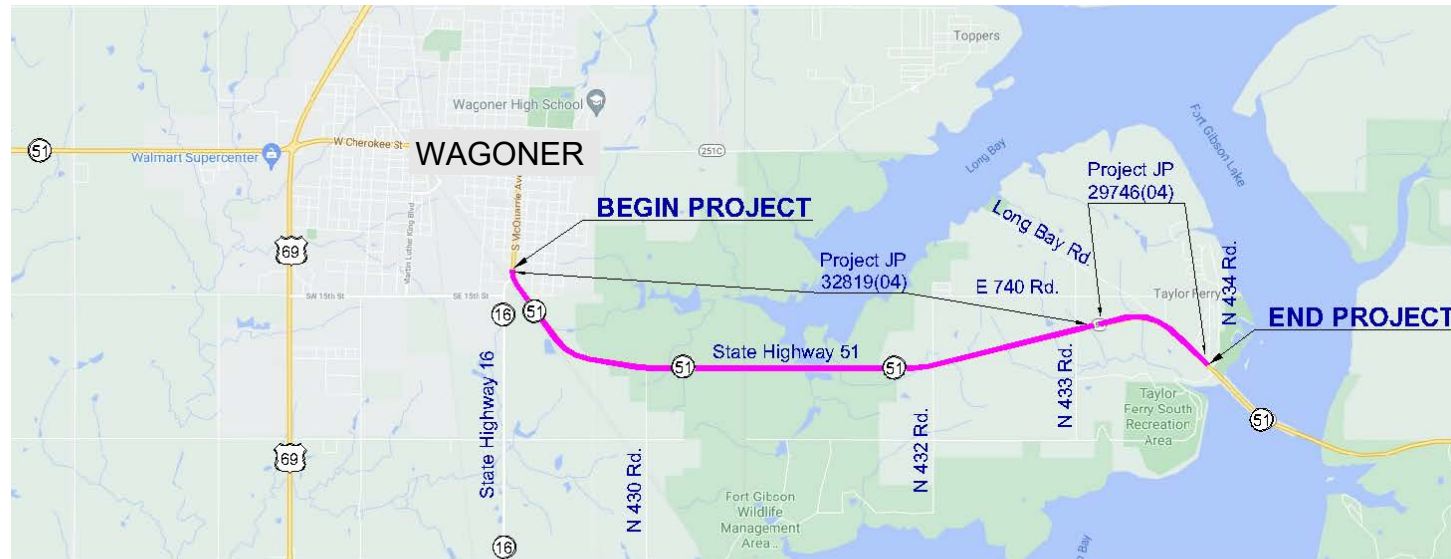 Toppers
Wagoner High School
51
W Cherokee St
Walmart Supercenter
WAGONER
251C
Long Bay
Fort Gibson Lake
Project JP
29746(04)
S McQuarrie Ave
BEGIN PROJECT
Long Bay Rd.
69
Martin Luther King Blvd
Project JP
32819(04)
E 740 Rd.
N 434 Rd.
SW 15th St
SE 15th St
Taylor Ferry
16
51
END PROJECT
State Highway 51
51
51
State Highway 16
N 433 Rd.
Taylor
Ferry South
Recreation
Area
51
N 432 Rd.
69
N 430 Rd.
Fort Gibson
Wildlife
Management
Area...
16
Bay